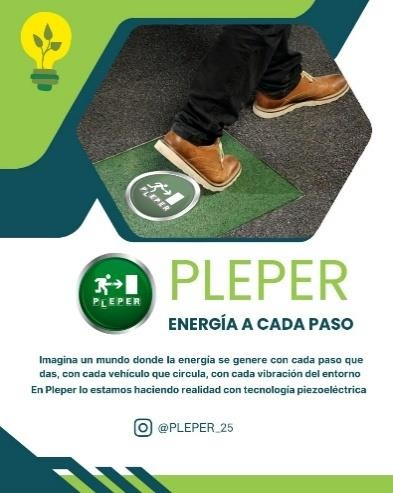 PLEPER
PLEPER
PLEPER
ENERGÍA A CADA PASO
Imagina un mundo donde la energía se genere con cada paso que
das, con cada vehículo que circula, con cada vibración del entorno
En Pleper lo estamos haciendo realidad con tecnología piezoeléctrica
@PLEPER_25